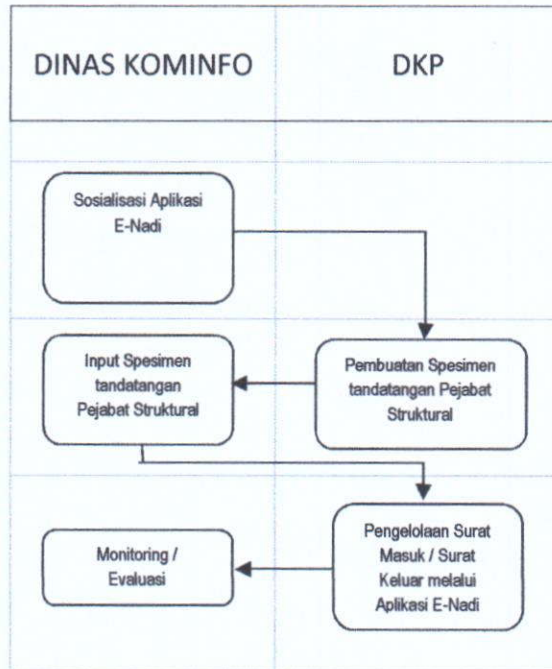 DINAS KOMINFO
DKP
Sosialisasi Aplikasi
E-Nadi
Input Spesimen
tandatangan
Pejabat Struktural
Pembuatan Spesimen
tandatangan Pejabat
Struktural
Monitoring /
Evaluasi
Pengelolaan Surat
Masuk / Surat
Keluar melalui
Aplikasi E-Nadi